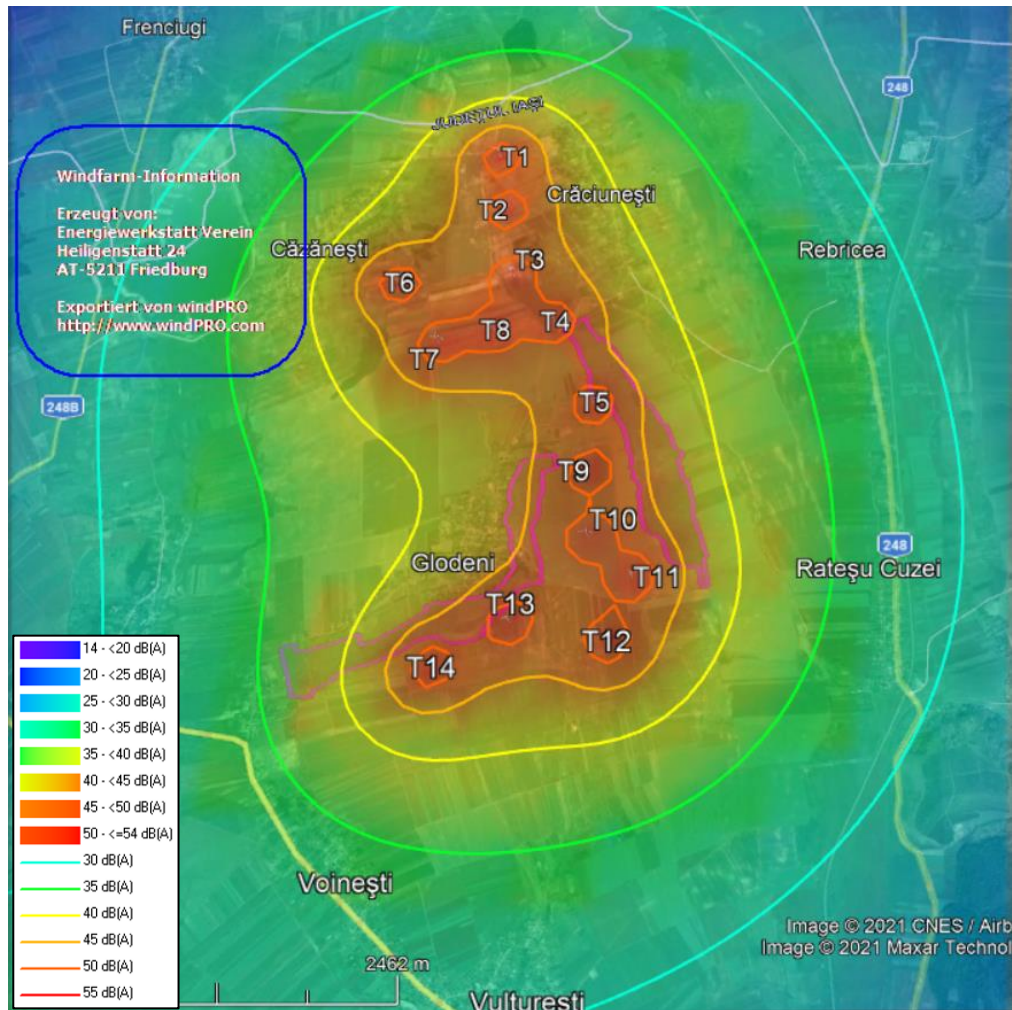 Frenciugi
248
JUDEȚUL IAȘI
Windfarm-Information
Erzeugt von:
Energiewerkstatt Verein
Heiligenstatt 24
AT-5211 Friedburg
Exportiert von windPRO
http://www.windPRO.com
T1
Crăciunești
T2
Căzănești
T3
Rebricea
T6
T4
T8
T7
T5
248B
T9
T10
248
Glodeni
T11
Rateșu Cuzei
T13
T12
T14
14 - <20 dB(A)
20 - <25 dB(A)
25 - <30 dB(A)
30 - <35 dB(A)
35 - <40 dB(A)
40 - <45 dB(A)
45 - <50 dB(A)
50 - <=54 dB(A)
30 dB(A)
35 dB(A)
40 dB(A)
45 dB(A)
50 dB(A)
55 dB(A)
Voinești
Image © 2021 CNES / Airb
Image © 2021 Maxar Technol
2462 m
Vulturești